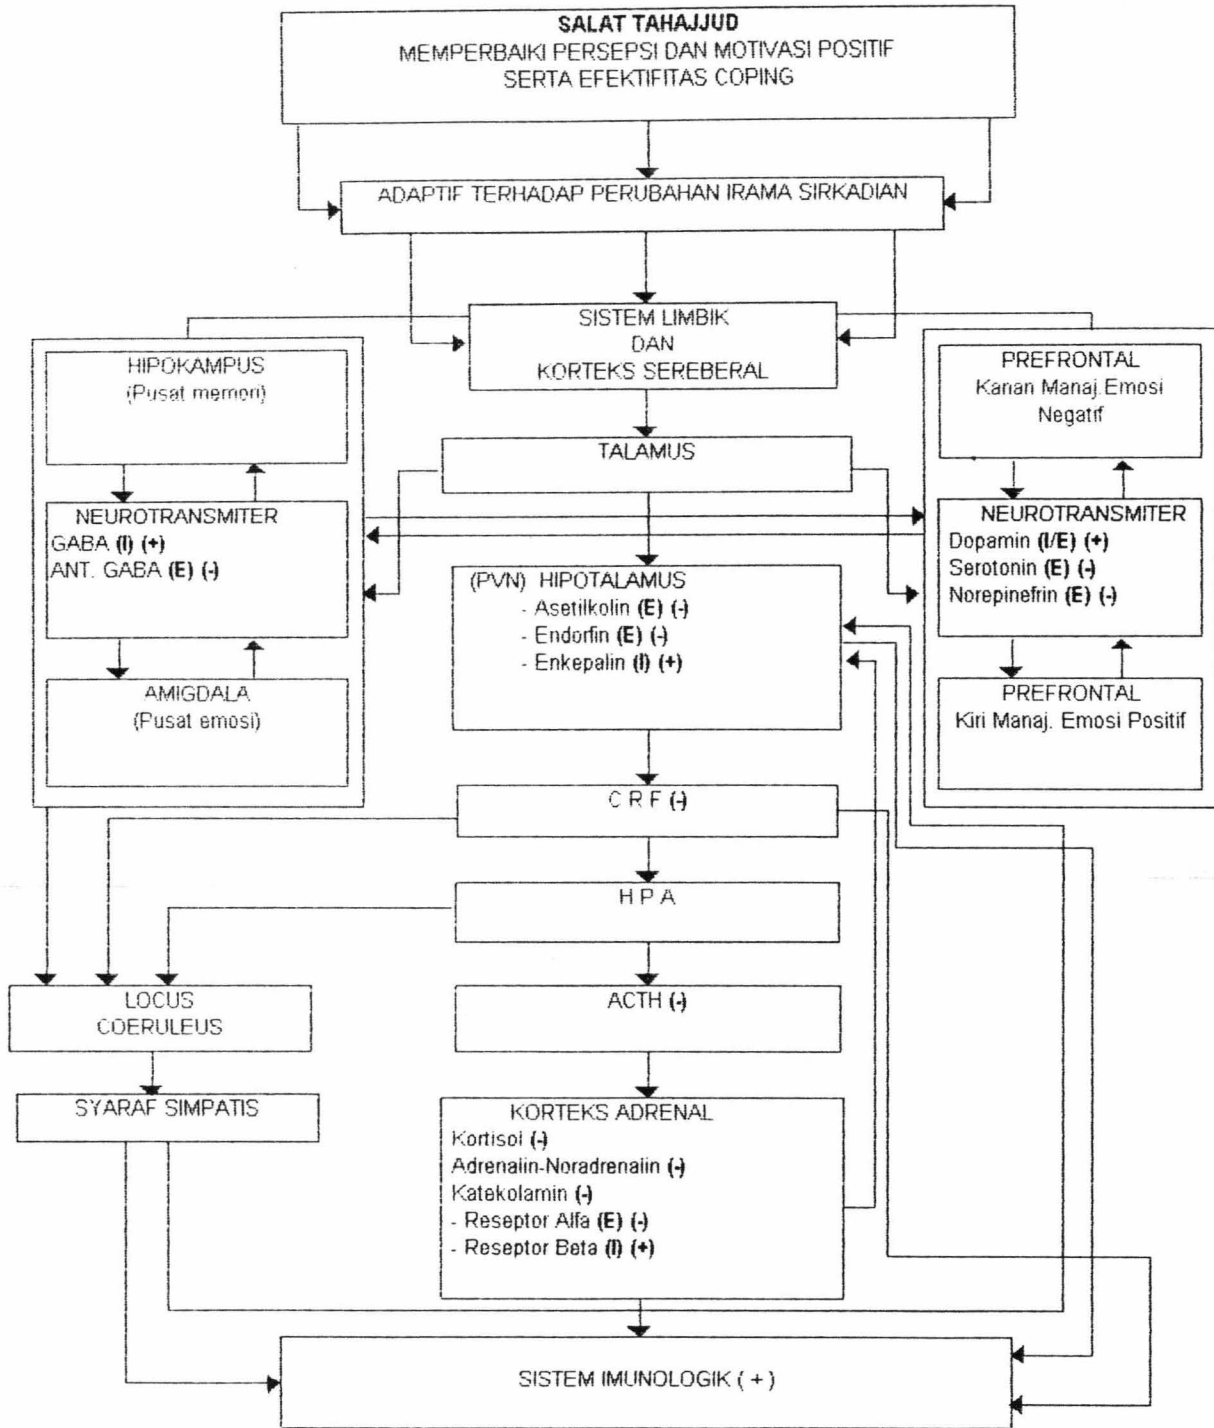 SALAT TAHAJJUD
MEMPERBAIKI PERSEPSI DAN MOTIVASI POSITIF
SERTA EFEKTIFITAS COPING
ADAPTIF TERHADAP PERUBAHAN IRAMA SIRKADIAN
SISTEM LIMBIK
DAN
KORTEKS SEREBERAL
HIPOKAMPUS
(Pusat memori)
NEUROTRANSMITER
GABA (I) (+)
ANT. GABA (E) (-)
AMIGDALA
(Pusat emosi)
TALAMUS
(PVN) HIPOTALAMUS
- Asetilkolin (E) (-)
- Endorfin (E) (-)
- Enkepalin (I) (+)
PREFRONTAL
Kanan Manaj.Emosi
Negatif
NEUROTRANSMITER
Dopamin (I/E) (+)
Serotonin (E) (-)
Norepinefrin (E) (-)
PREFRONTAL
Kiri Manaj. Emosi Positif
C R F (-)
H P A
LOCUS
COERULEUS
ACTH (-)
SYARAF SIMPATIS
KORTEKS ADRENAL
Kortisol (-)
Adrenalin-Noradrenalin (-)
Katekolamin (-)
- Reseptor Alfa (E) (-)
- Reseptor Beta (I) (+)
SISTEM IMUNOLOGIK ( + )